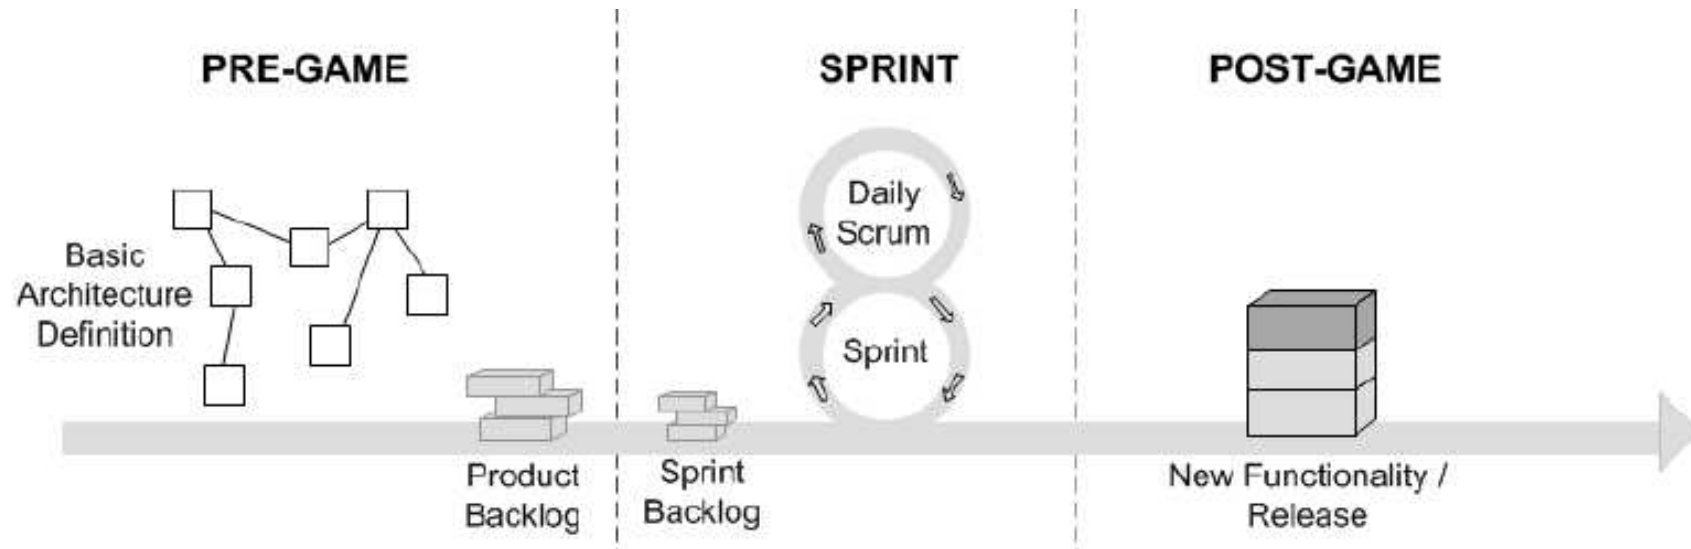 PRE-GAME
SPRINT
POST-GAME
Basic
Architecture
Definition
Daily
Scrum
Sprint
Product
Backlog
Sprint
Backlog
New Functionality /
Release